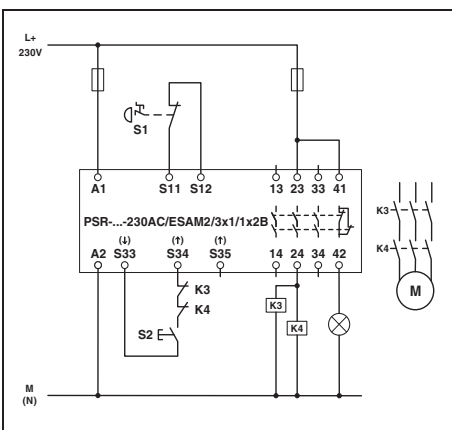 L+
230V
S1
A1 S11 S12 13 23 33 41
PSR-...-230AC/ESAM2/3x1/1x2B
(↓) (↑) (↑)
A2 S33 S34 S35 14 24 34 42
K3
K4
S2
K3
K4
K3
K4
M
M
(N)